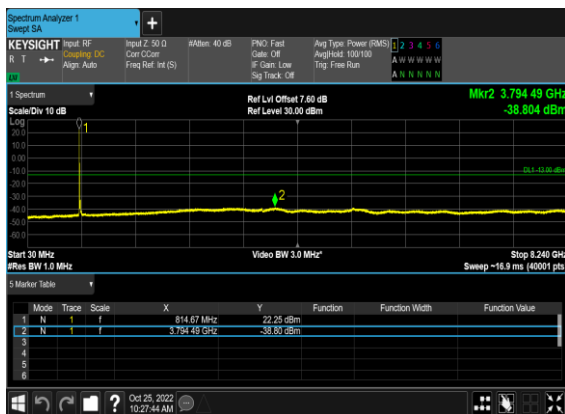 Spectrum Analyzer 1
Swept SA
KEYSIGHT Input: RF Input Z: 50 Ω #Atten: 40 dB PNO: Fast Avg Type: Power (RMS) 1 2 3 4 5 6
R T Coupling: DC Corr CCorr Gate: Off Avg|Hold: 100/100 A W W W W W
Align: Auto Freq Ref: Int (S) IF Gain: Low Trig: Free Run
Sig Track: Off A N N N N N
1 Spectrum Ref Lvl Offset 7.60 dB Mkr2 3.794 49 GHz
Scale/Div 10 dB Ref Level 30.00 dBm -38.804 dBm
Log
1
20.0
10.0
0.00
-10.0
DL1 -13.00 dBm
-20.0
-30.0
2
-40.0
-50.0
-60.0
Start 30 MHz Video BW 3.0 MHz* Stop 8.240 GHz
#Res BW 1.0 MHz Sweep ~16.9 ms (40001 pts)
5 Marker Table
Mode Trace Scale X Y Function Function Width Function Value
1 N 1 f 814.67 MHz 22.25 dBm
2 N 1 f 3.794 49 GHz -38.80 dBm
3
4
5
6
? Oct 25, 2022
10:27:44 AM